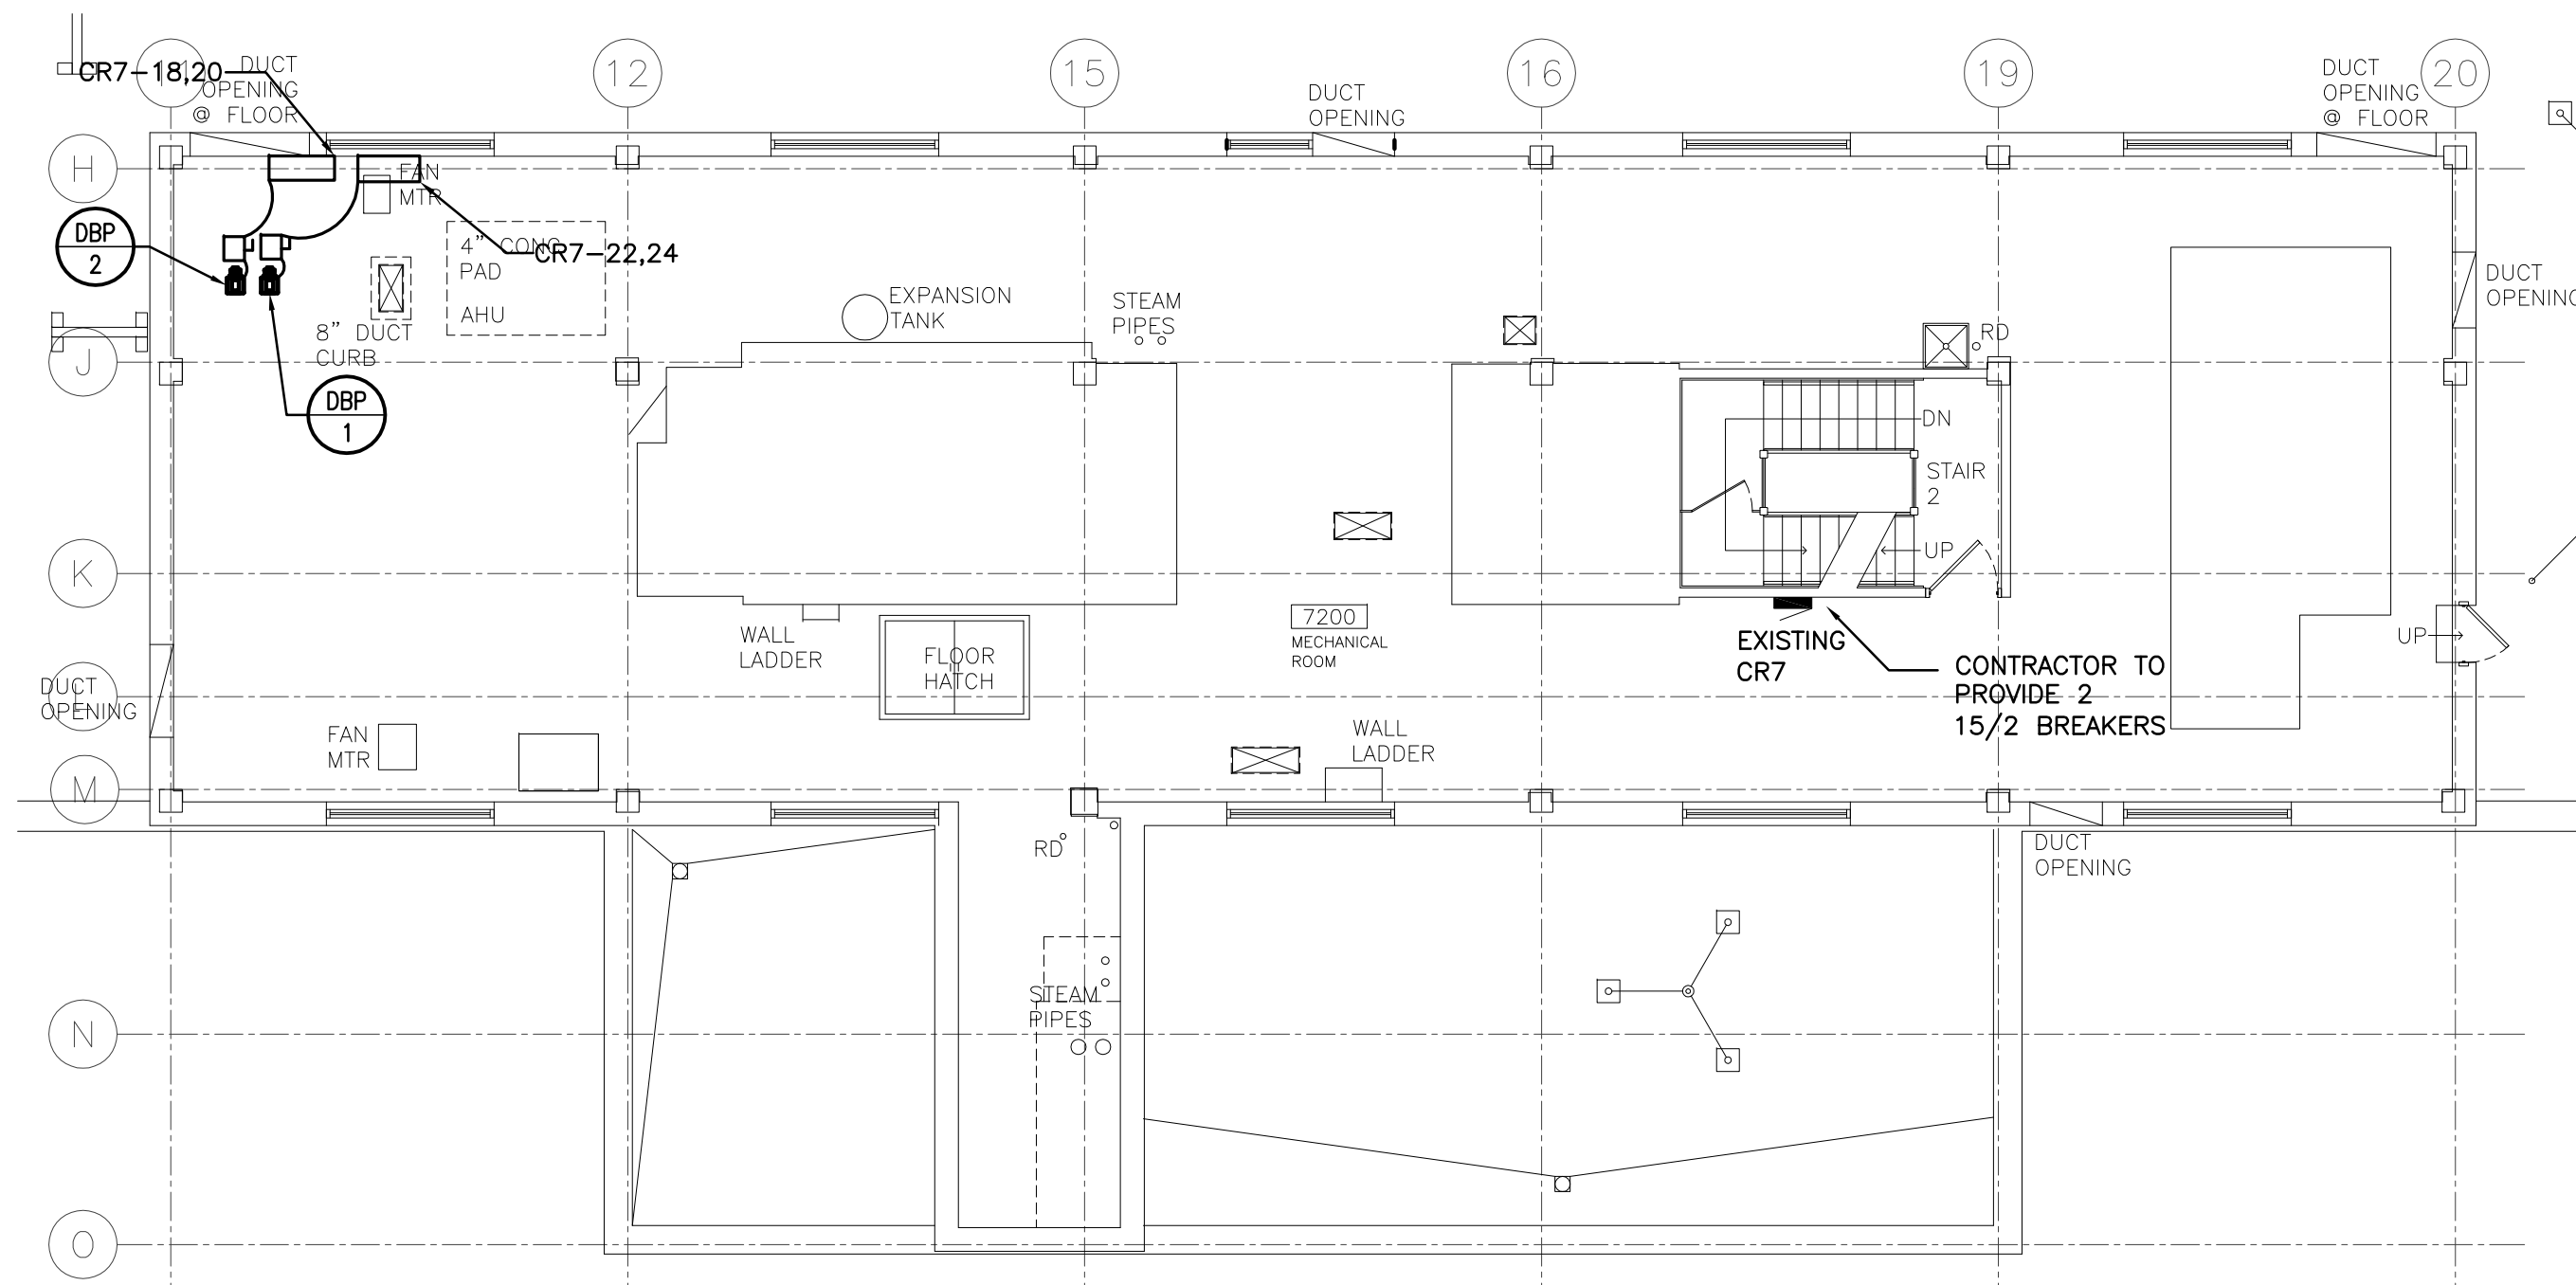 11
12
15
16
19
20
CR7-18,20
DUCT
OPENING
@ FLOOR
DUCT
OPENING
DUCT
OPENING
@ FLOOR
H
FAN
MTR
DBP
2
4" CONC
PAD
AHU
CR7-22,24
8" DUCT
CURB
EXPANSION
TANK
STEAM
PIPES
RD
DUCT
OPENING
J
DBP
1
DN
STAIR
2
UP
K
7200
MECHANICAL
ROOM
WALL
LADDER
FLOOR
HATCH
EXISTING
CR7
CONTRACTOR TO
PROVIDE 2
15/2 BREAKERS
UP
DUCT
OPENING
L
FAN
MTR
WALL
LADDER
M
RD
DUCT
OPENING
STEAM
PIPES
N
O